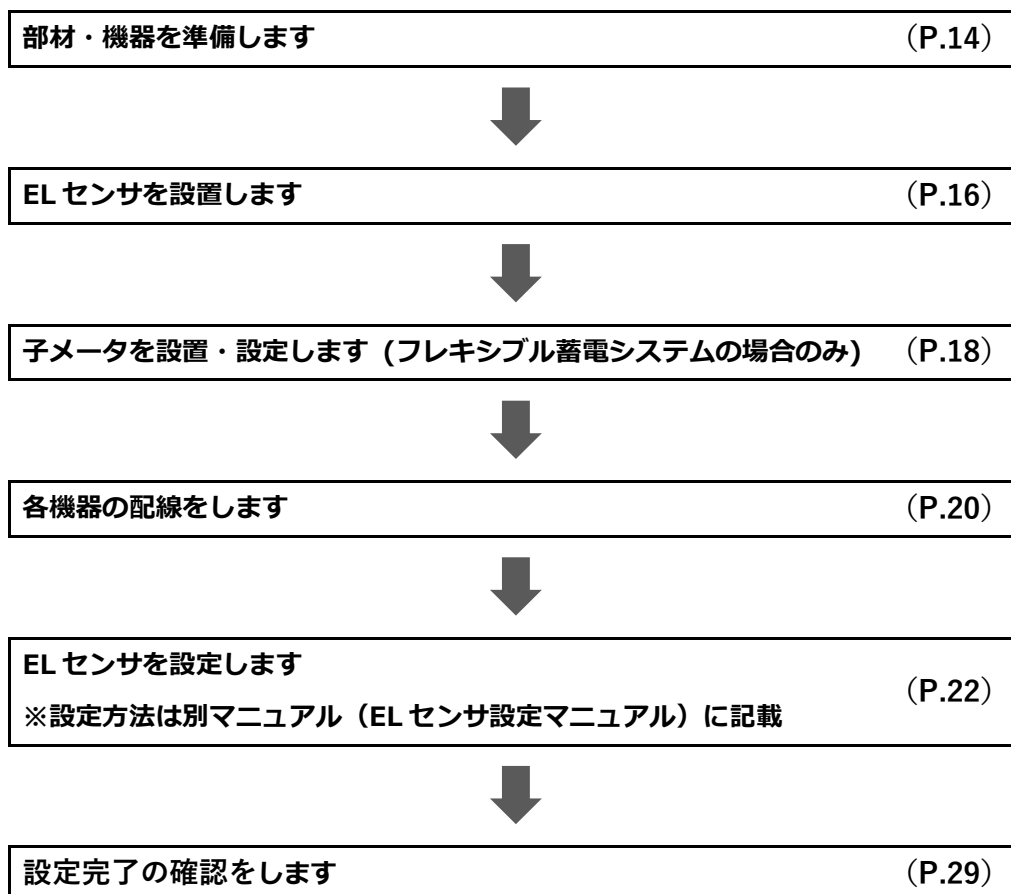 部材・機器を準備します （P.14）
EL センサを設置します （P.16）
子メータを設置・設定します (フレキシブル蓄電システムの場合のみ) （P.18）
各機器の配線をします （P.20）
EL センサを設定します
（P.22）
※設定方法は別マニュアル（EL センサ設定マニュアル）に記載
設定完了の確認をします （P.29）